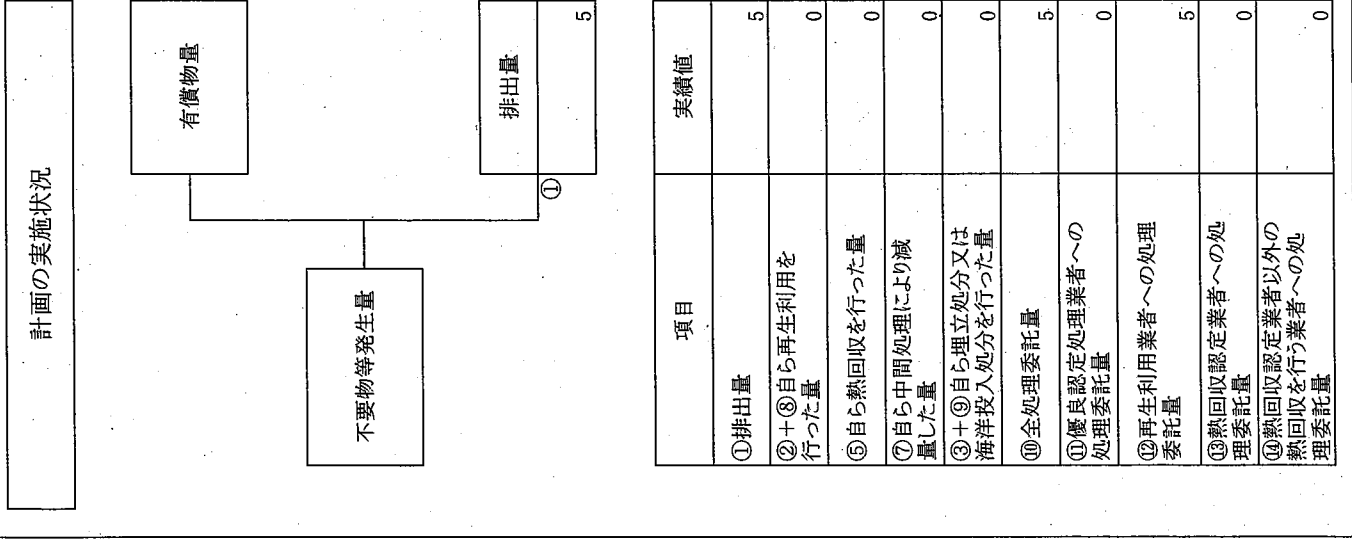 計画の実施状況
有償物量
不要物等発生量
排出量
①
5
項目
実績値
①排出量
5
②＋⑧自ら再生利用を
行った量
0
⑤自ら熱回収を行った量
0
⑦自ら中間処理により減
量した量
0
③＋⑨自ら埋立処分又は
海洋投入処分を行った量
0
⑩全処理委託量
5
⑪優良認定処理業者への
処理委託量
0
⑫再生利用業者への処理
委託量
5
⑬熱回収認定業者への処
理委託量
0
⑭熱回収認定業者以外の
熱回収を行う業者への処
理委託量
0